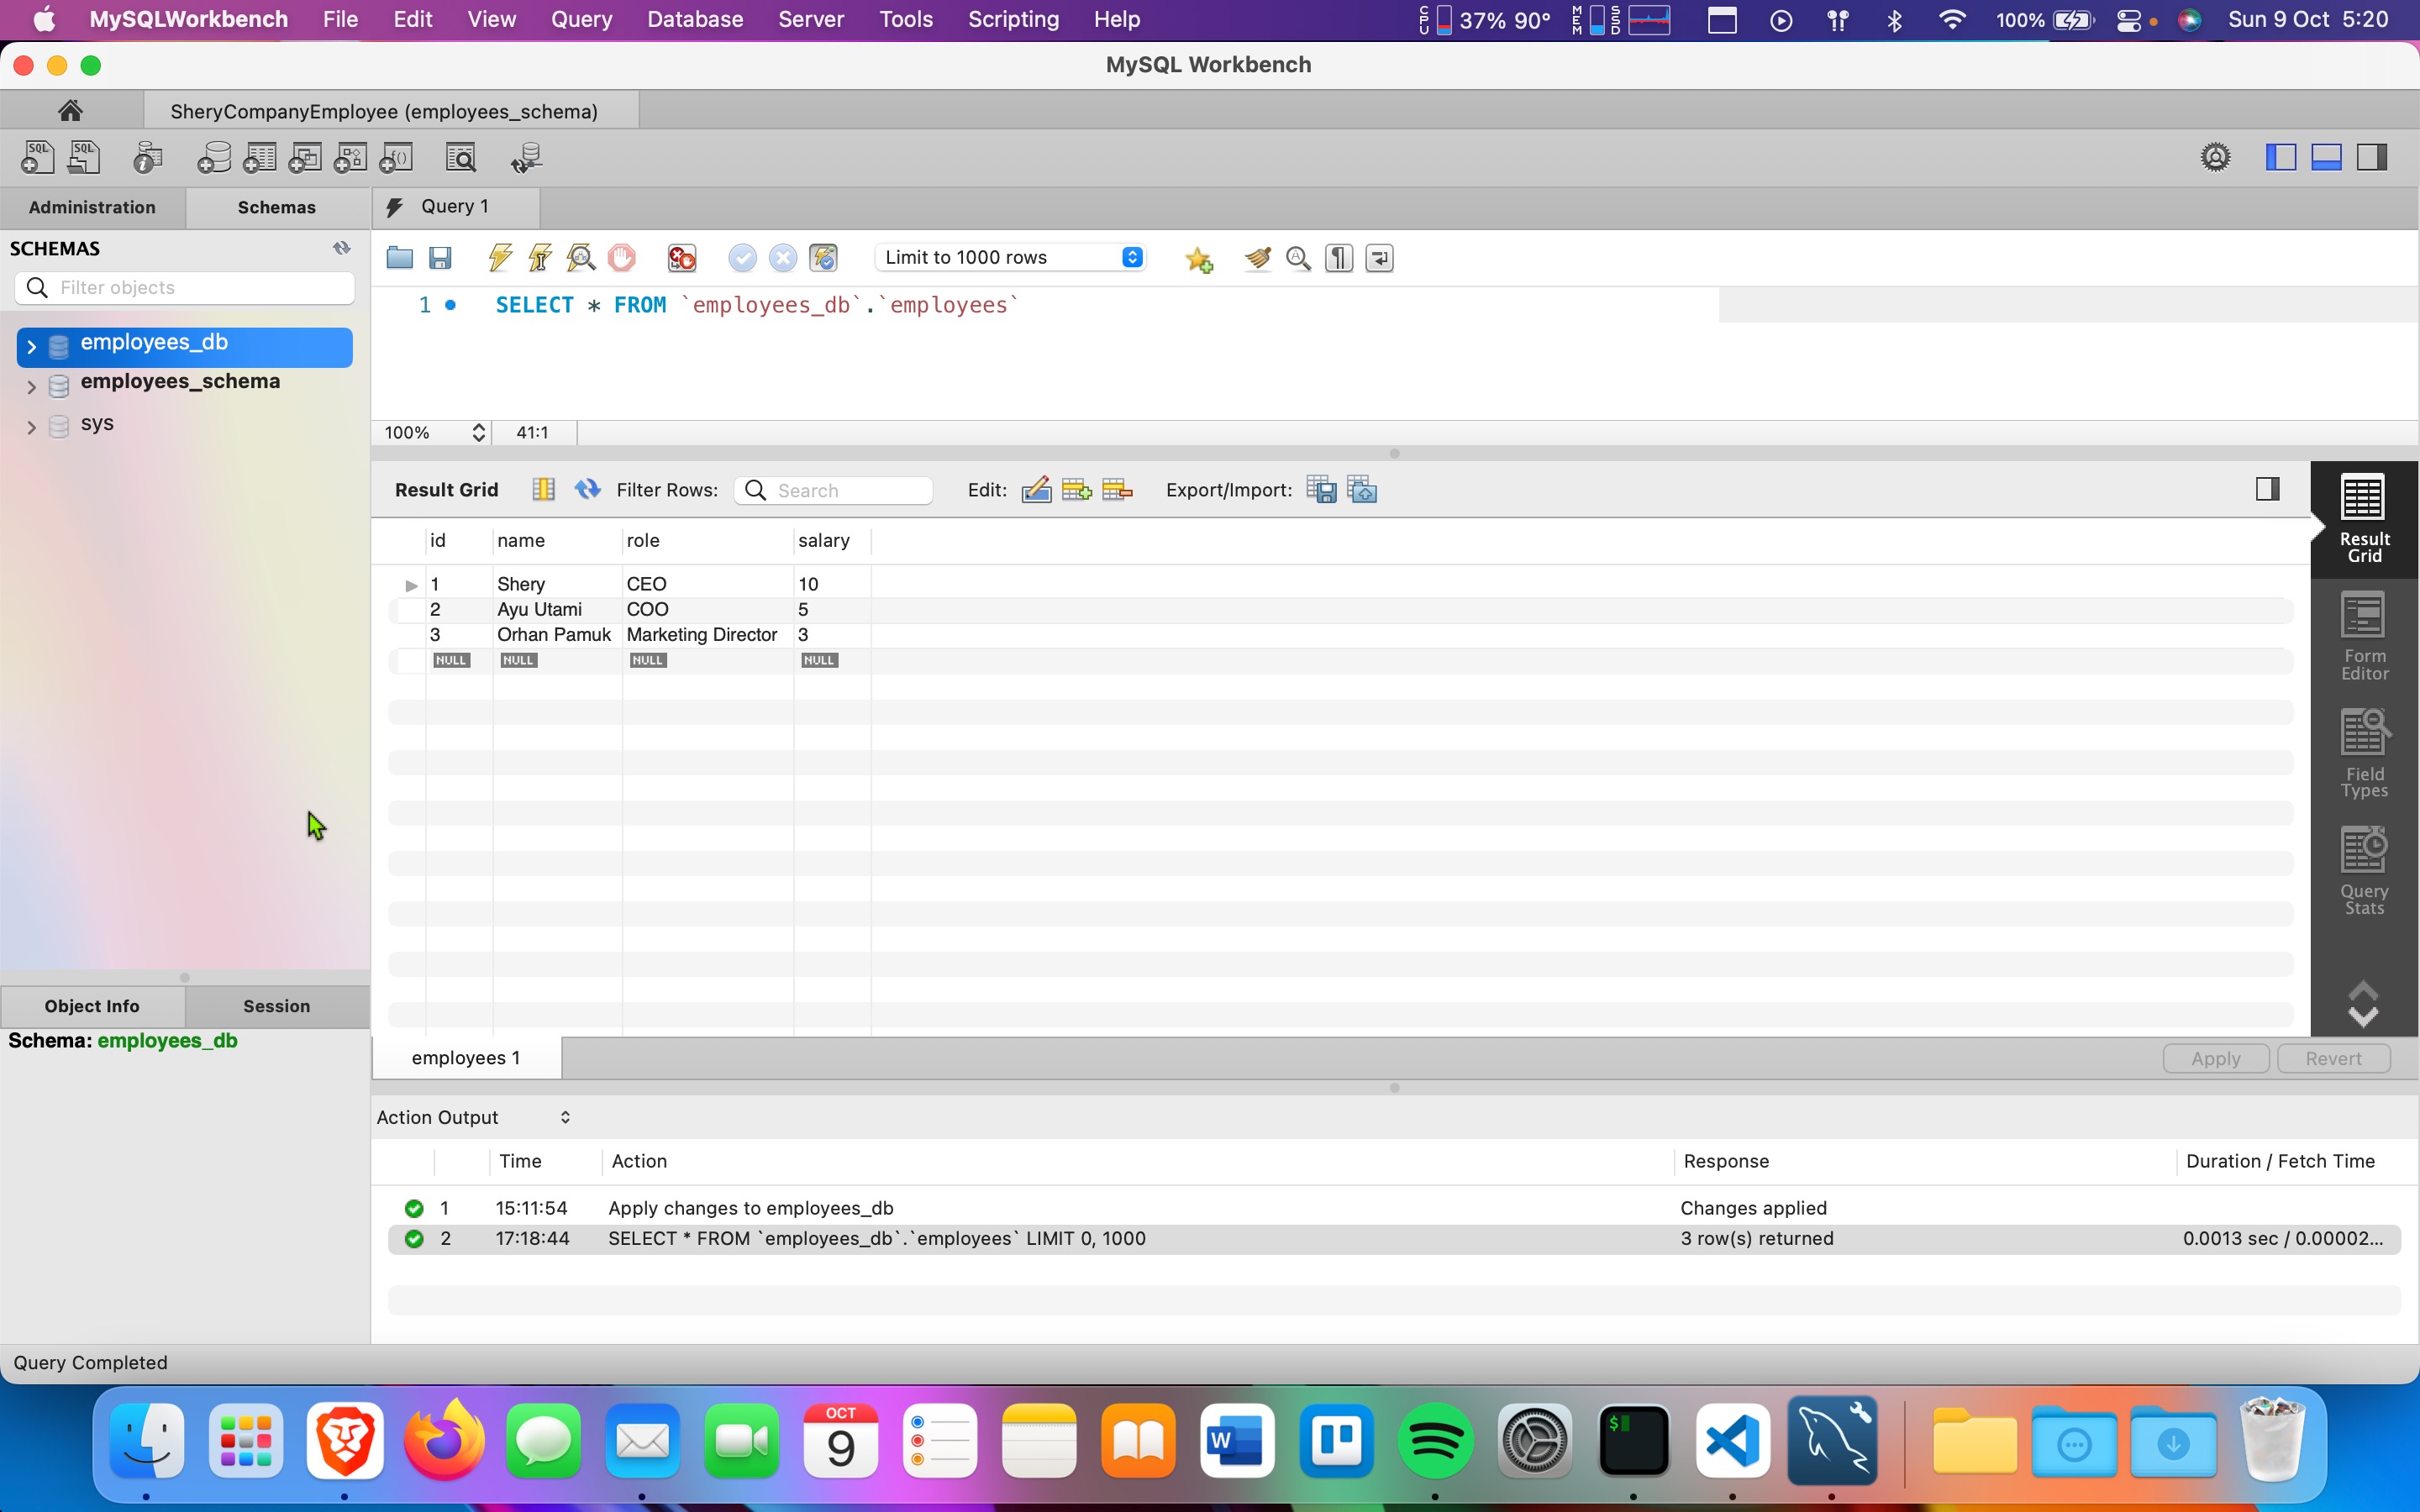 MySQLWorkbench File Edit View Query Database Server Tools Scripting Help CPU 37% 90° MEM SSD 100% Sun 9 Oct 5:20
MySQL Workbench
SheryCompanyEmployee (employees_schema)
Administration Schemas Query 1
SCHEMAS
Limit to 1000 rows
Filter objects
1 SELECT * FROM `employees_db`.`employees`
employees_db
employees_schema
sys
100% 41:1
Result Grid Filter Rows: Search Edit: Export/Import:
Result Grid
Form Editor
Field Types
Query Stats
id name role salary
1 Shery CEO 10
2 Ayu Utami COO 5
3 Orhan Pamuk Marketing Director 3
NULL NULL NULL NULL
Object Info Session
Schema: employees_db
employees 1 Apply Revert
Action Output
Time Action Response Duration / Fetch Time
1 15:11:54 Apply changes to employees_db Changes applied
2 17:18:44 SELECT * FROM `employees_db`.`employees` LIMIT 0, 1000 3 row(s) returned 0.0013 sec / 0.00002...
Query Completed
OCT
9
W
$